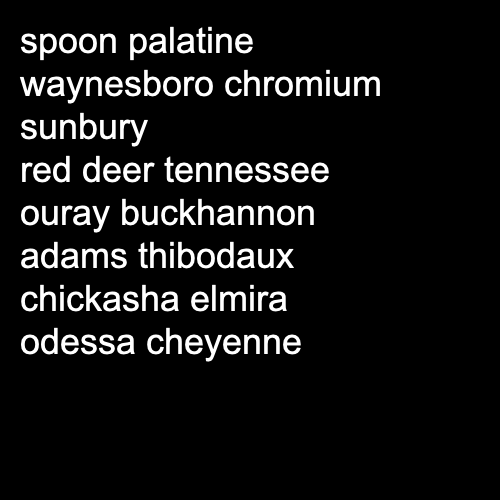 spoon palatine
waynesboro chromium
sunbury
red deer tennessee
ouray buckhannon
adams thibodaux
chickasha elmira
odessa cheyenne